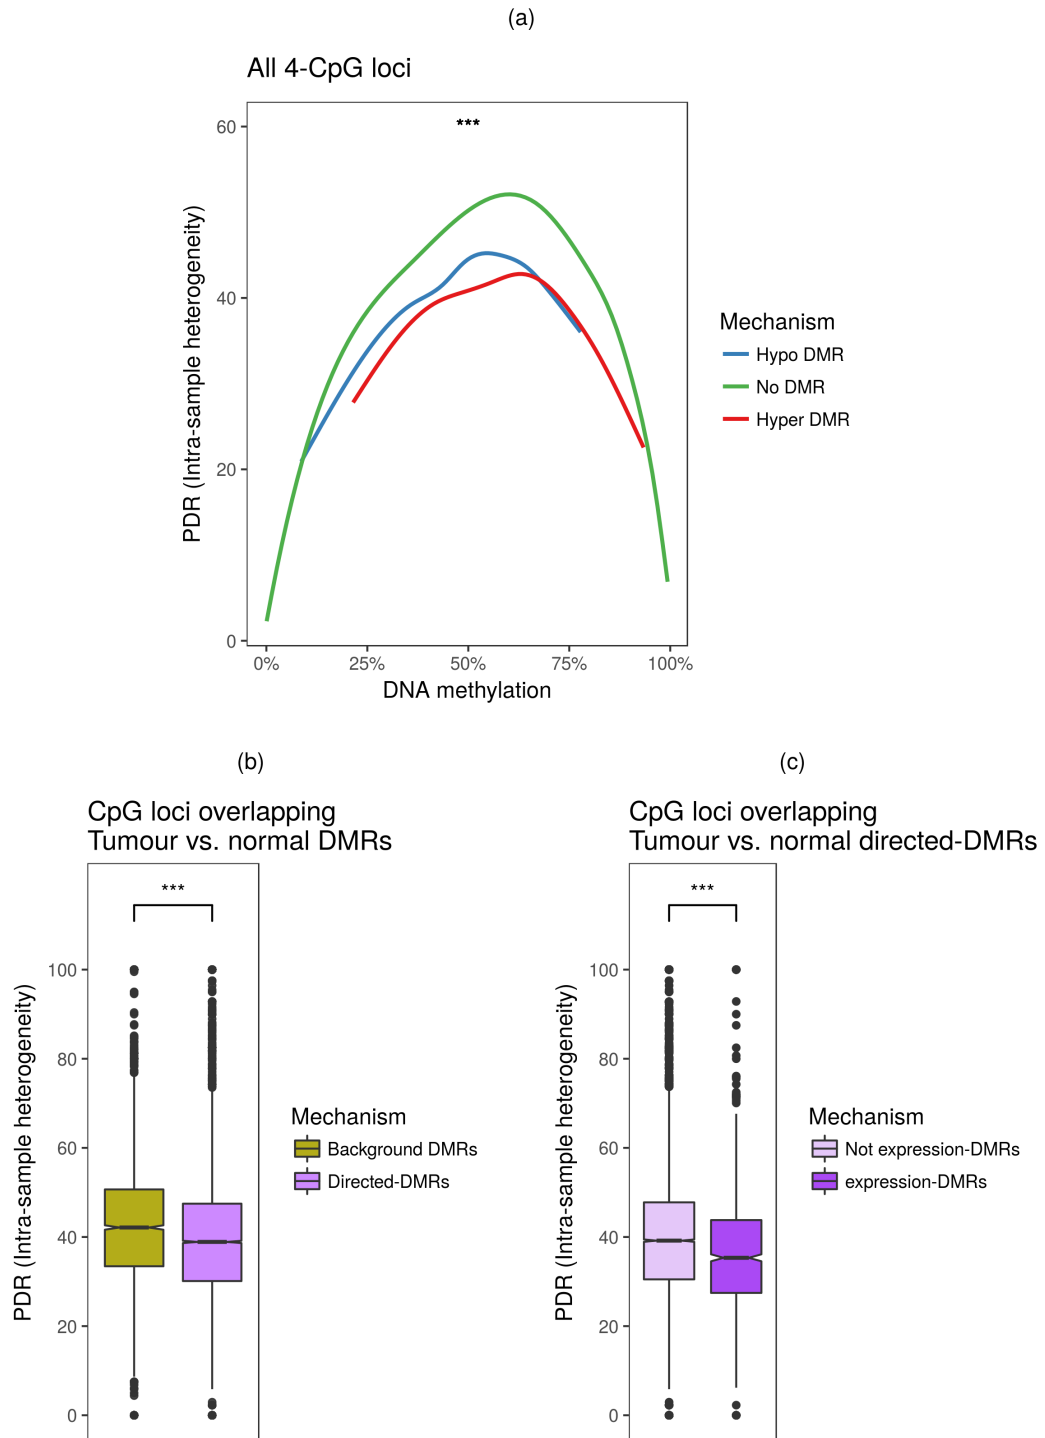 (a)
All 4-CpG loci
***
60
40
20
0
PDR (Intra-sample heterogeneity)
0% 25% 50% 75% 100%
DNA methylation
Mechanism
Hypo DMR
No DMR
Hyper DMR
(b)
CpG loci overlapping
Tumour vs. normal DMRs
***
100
80
60
40
20
0
PDR (Intra-sample heterogeneity)
Mechanism
Background DMRs
Directed-DMRs
(c)
CpG loci overlapping
Tumour vs. normal directed-DMRs
***
100
80
60
40
20
0
PDR (Intra-sample heterogeneity)
Mechanism
Not expression-DMRs
expression-DMRs